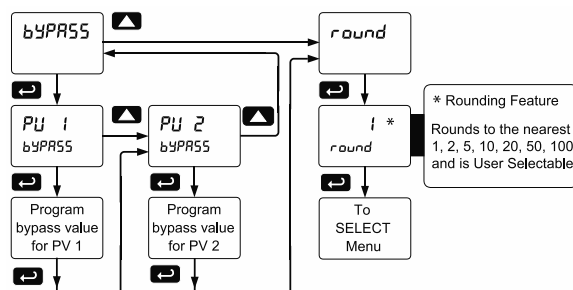 bYPASS
round
PV 1
bYPASS
PV 2
bYPASS
1 *
round
* Rounding Feature
Rounds to the nearest
1, 2, 5, 10, 20, 50, 100
and is User Selectable
Program
bypass value
for PV 1
Program
bypass value
for PV 2
To
SELECT
Menu